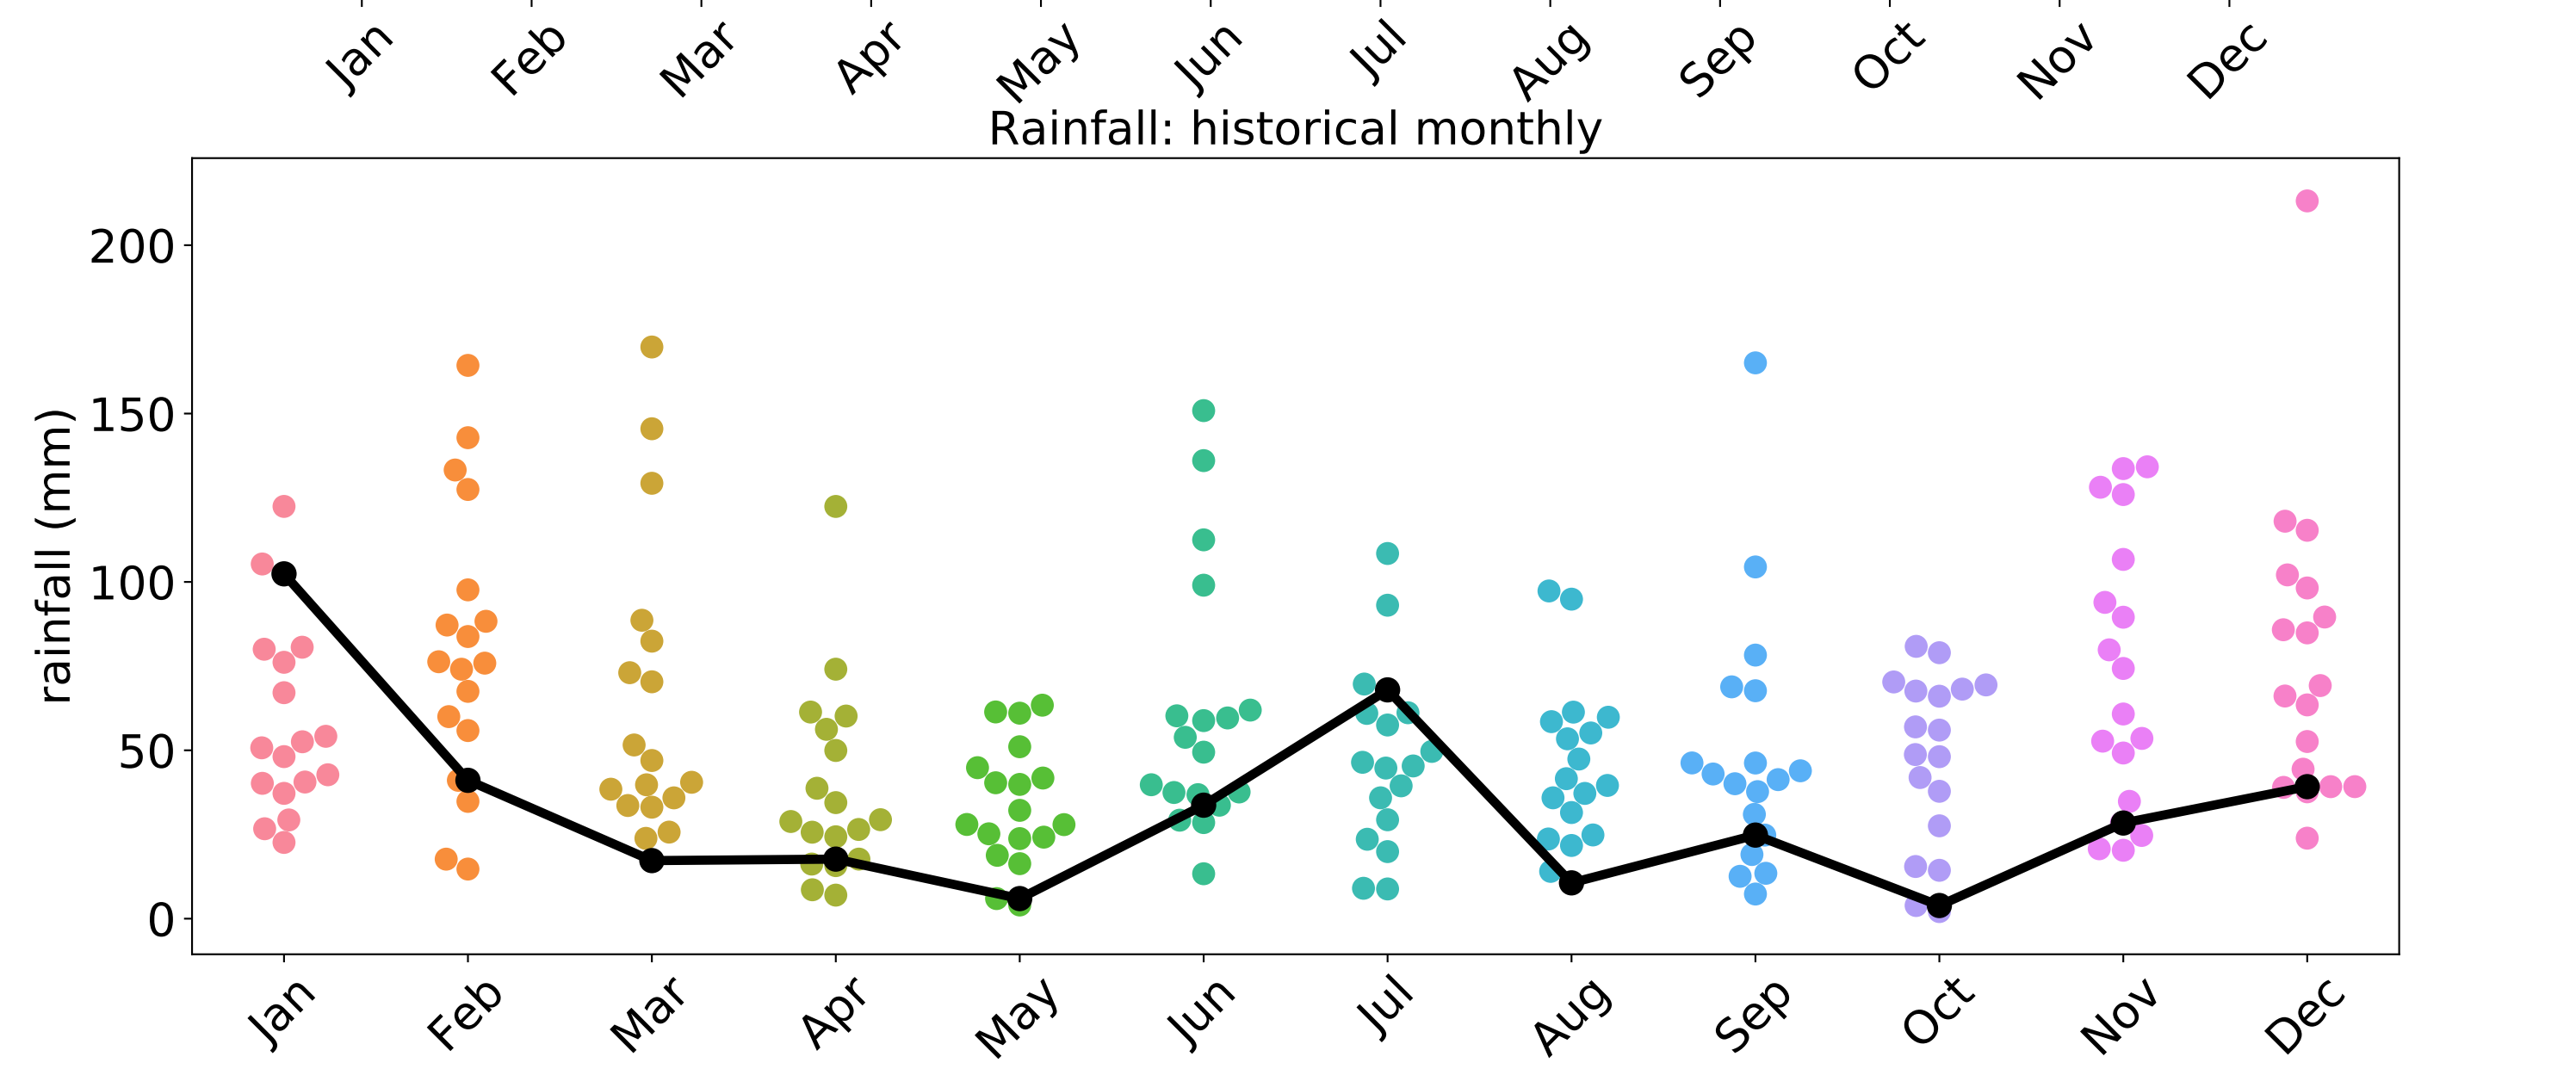 Jan Feb Mar Apr May Jun Jul Aug Sep Oct Nov Dec
Rainfall: historical monthly
rainfall (mm)
200
150
100
50
0
Jan Feb Mar Apr May Jun Jul Aug Sep Oct Nov Dec